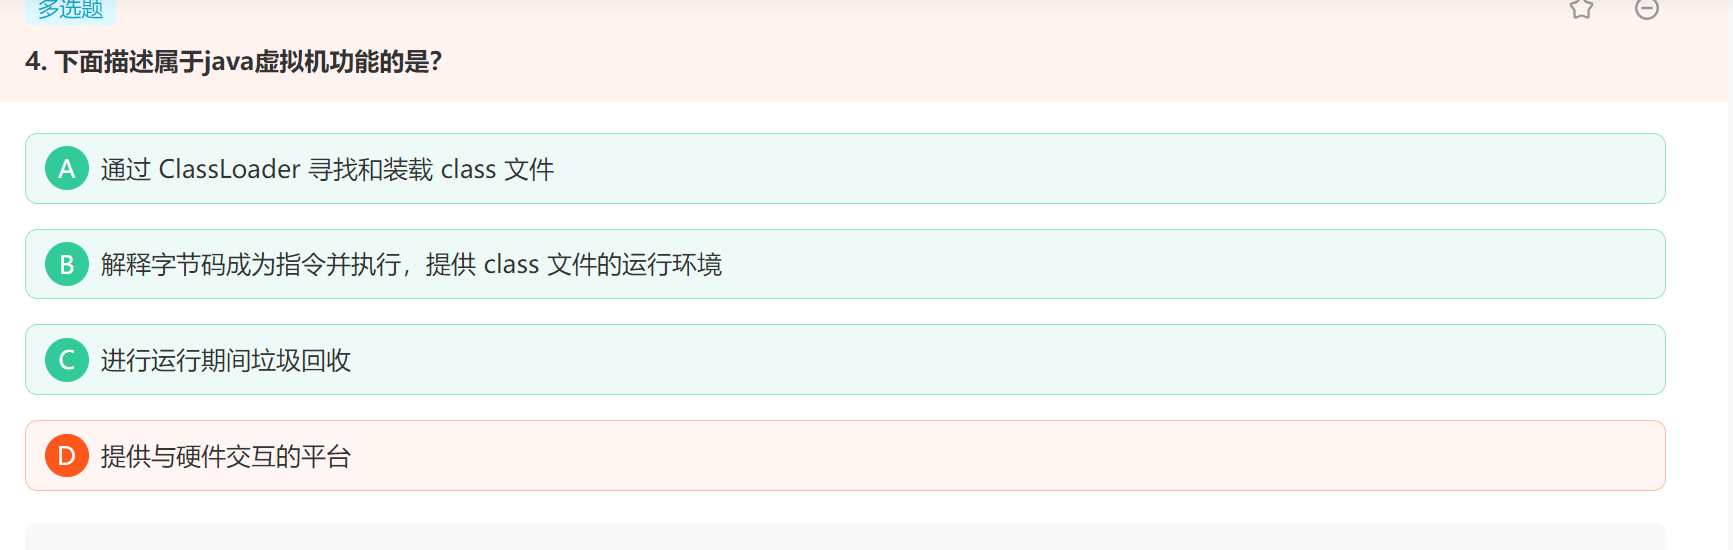 多选题
4. 下面描述属于java虚拟机功能的是?
A 通过 ClassLoader 寻找和装载 class 文件
B 解释字节码成为指令并执行，提供 class 文件的运行环境
C 进行运行期间垃圾回收
D 提供与硬件交互的平台